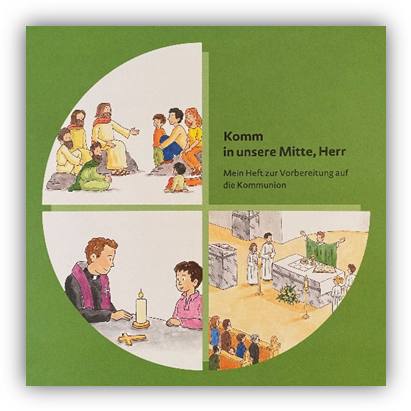 Komm
in unsere Mitte, Herr
Mein Heft zur Vorbereitung auf
die Kommunion